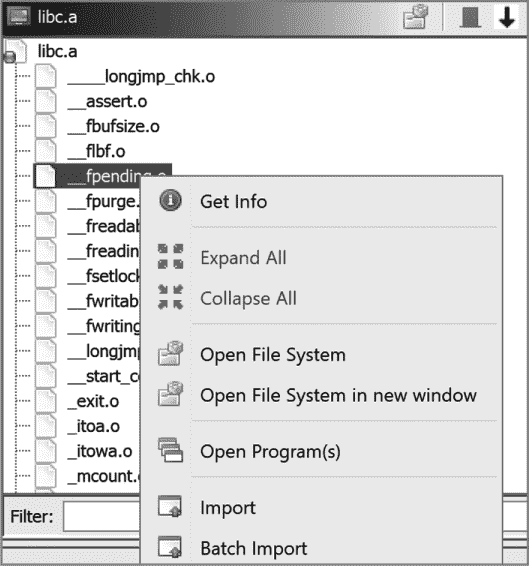 libc.a
libc.a
____longjmp_chk.o
__assert.o
__fbufsize.o
__flbf.o
__fpending.o
__fpurge.
__freadab
__freadin
__fsetlock
__fwritab
__fwriting
__longjmp
__start_c
_exit.o
_itoa.o
_itowa.o
_mcount.
Filter:
Get Info
Expand All
Collapse All
Open File System
Open File System in new window
Open Program(s)
Import
Batch Import